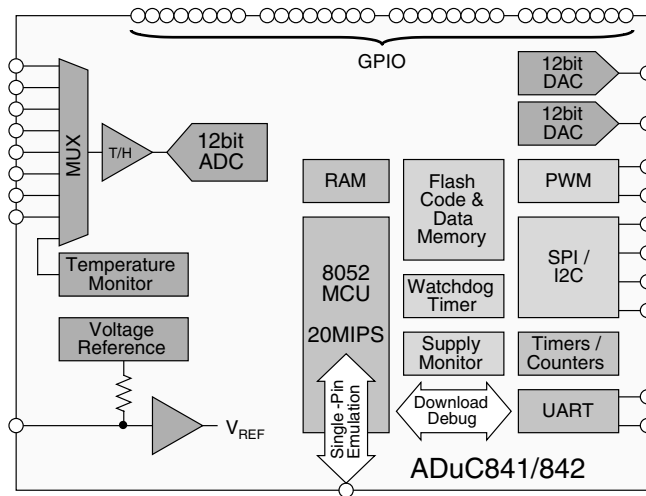 GPIO
MUX
T/H
12bit
ADC
Temperature
Monitor
Voltage
Reference
VREF
RAM
8052
MCU
20MIPS
Single-Pin
Emulation
Flash
Code &
Data
Memory
Watchdog
Timer
Supply
Monitor
Download
Debug
12bit
DAC
12bit
DAC
PWM
SPI /
I2C
Timers /
Counters
UART
ADuC841/842